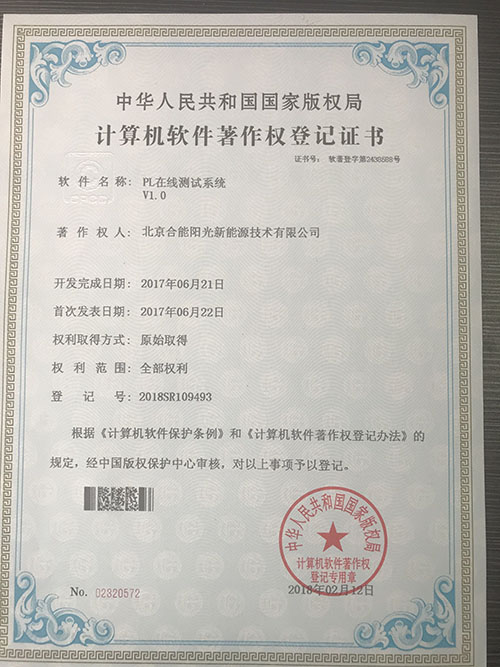 中华人民共和国国家版权局
计算机软件著作权登记证书
证书号： 软著登字第2438588号
软件名称： PL在线测试系统
V1.0
著作权人： 北京合能阳光新能源技术有限公司
开发完成日期： 2017年06月21日
首次发表日期： 2017年06月22日
权利取得方式： 原始取得
权利范围： 全部权利
登记号： 2018SR109493
根据《计算机软件保护条例》和《计算机软件著作权登记办法》的
规定，经中国版权保护中心审核，对以上事项予以登记。
中华人民共和国国家版权局
计算机软件著作权
登记专用章
No. 02320572
2018年02月12日